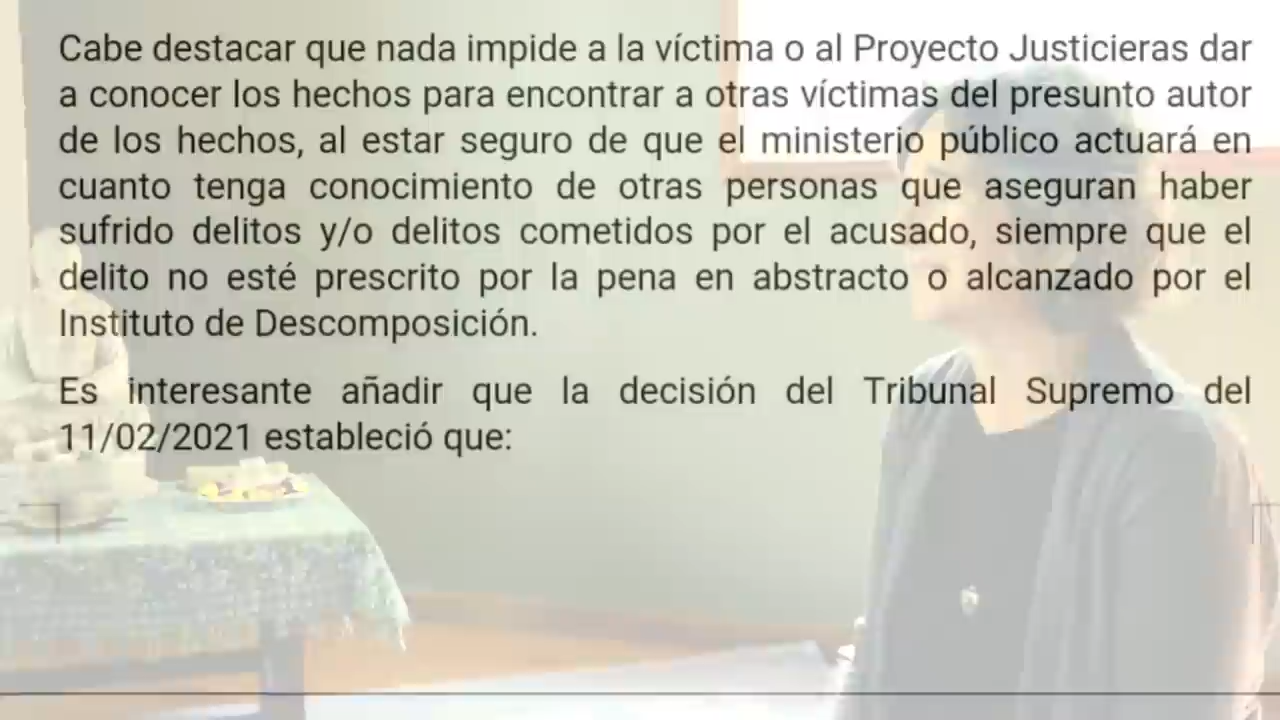 Cabe destacar que nada impide a la víctima o al Proyecto Justicieras dar
a conocer los hechos para encontrar a otras víctimas del presunto autor
de los hechos, al estar seguro de que el ministerio público actuará en
cuanto tenga conocimiento de otras personas que aseguran haber
sufrido delitos y/o delitos cometidos por el acusado, siempre que el
delito no esté prescrito por la pena en abstracto o alcanzado por el
Instituto de Descomposición.
Es interesante añadir que la decisión del Tribunal Supremo del
11/02/2021 estableció que: